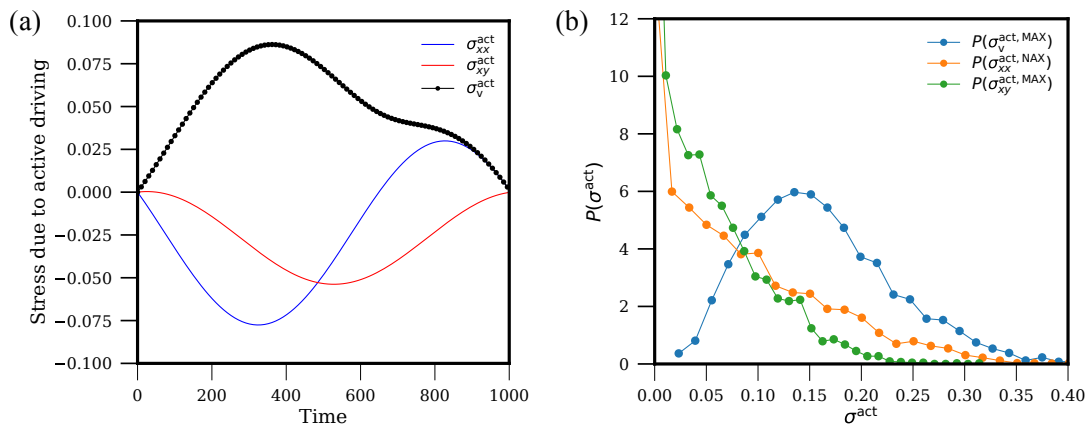 (a)
Stress due to active driving
0.100
0.075
0.050
0.025
0.000
−0.025
−0.050
−0.075
−0.100
0 200 400 600 800 1000
Time
σ_xx^act
σ_xy^act
σ_v^act
(b)
P(σ^act)
12
10
8
6
4
2
0
0.00 0.05 0.10 0.15 0.20 0.25 0.30 0.35 0.40
σ^act
P(σ_v^act, MAX)
P(σ_xx^act, NAX)
P(σ_xy^act, MAX)